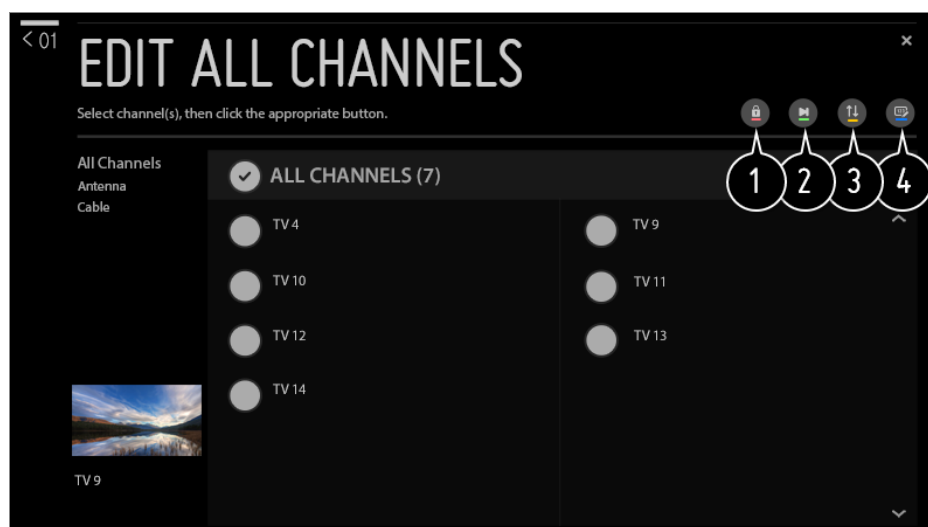 < 01
EDIT ALL CHANNELS
Select channel(s), then click the appropriate button.
1 2 3 4
All Channels
Antenna
Cable
ALL CHANNELS (7)
TV 4
TV 9
TV 10
TV 11
TV 12
TV 13
TV 14
TV 9